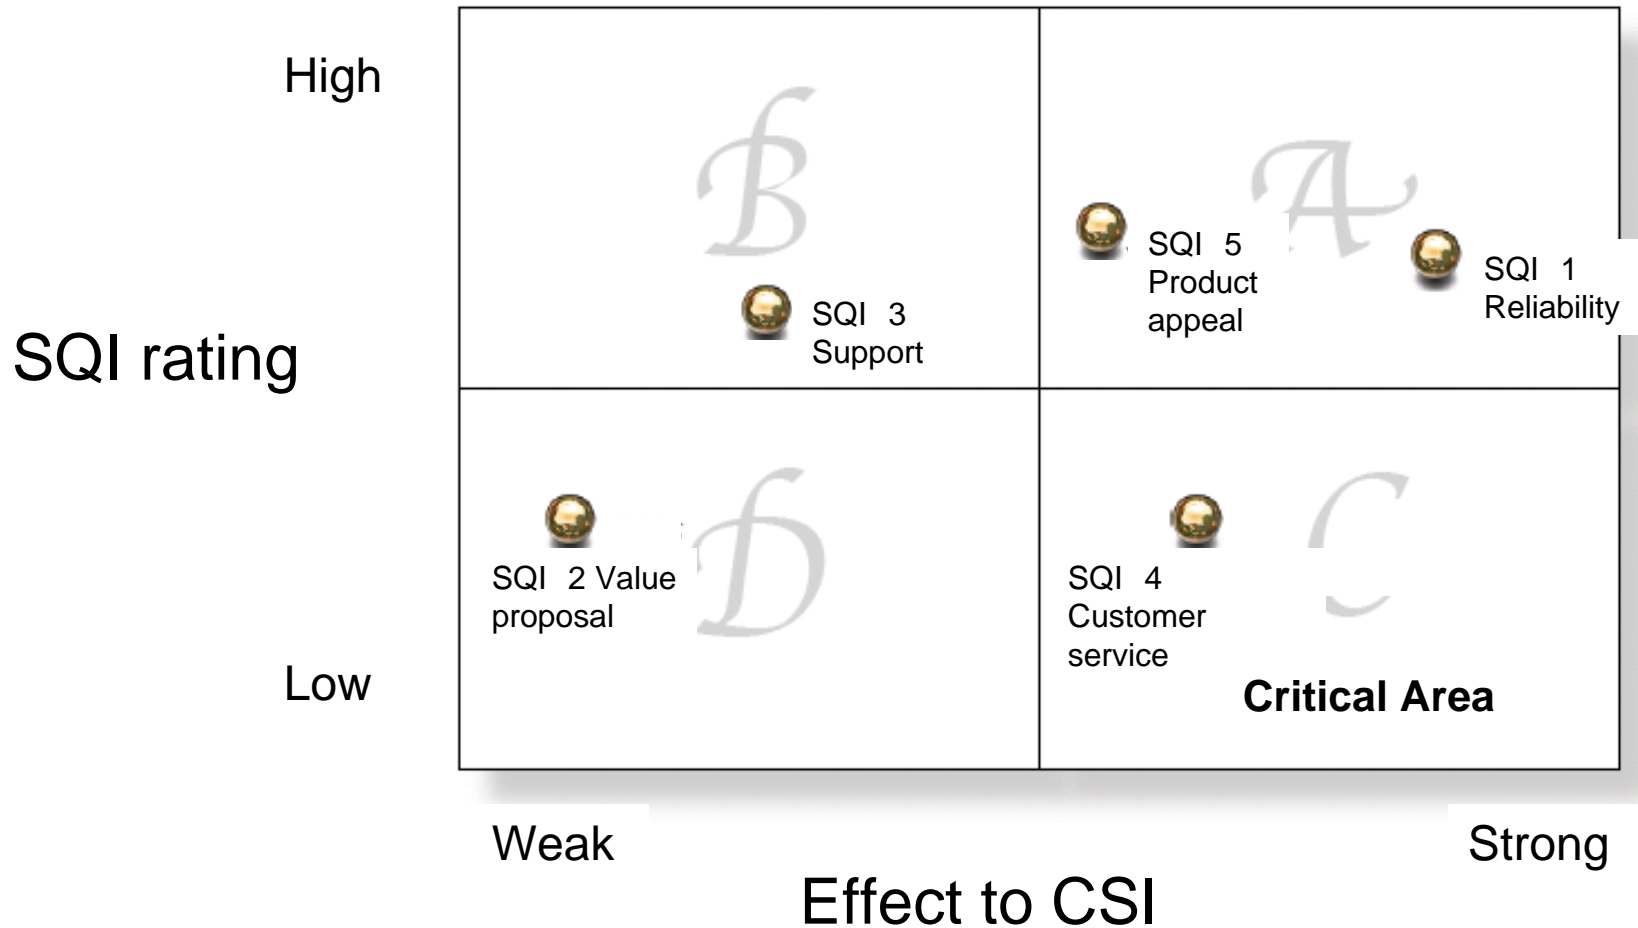 High
B
A
SQI 5
Product
appeal
SQI 1
Reliability
SQI 3
Support
SQI rating
D
C
SQI 2 Value
proposal
SQI 4
Customer
service
Low
Critical Area
Weak
Strong
Effect to CSI